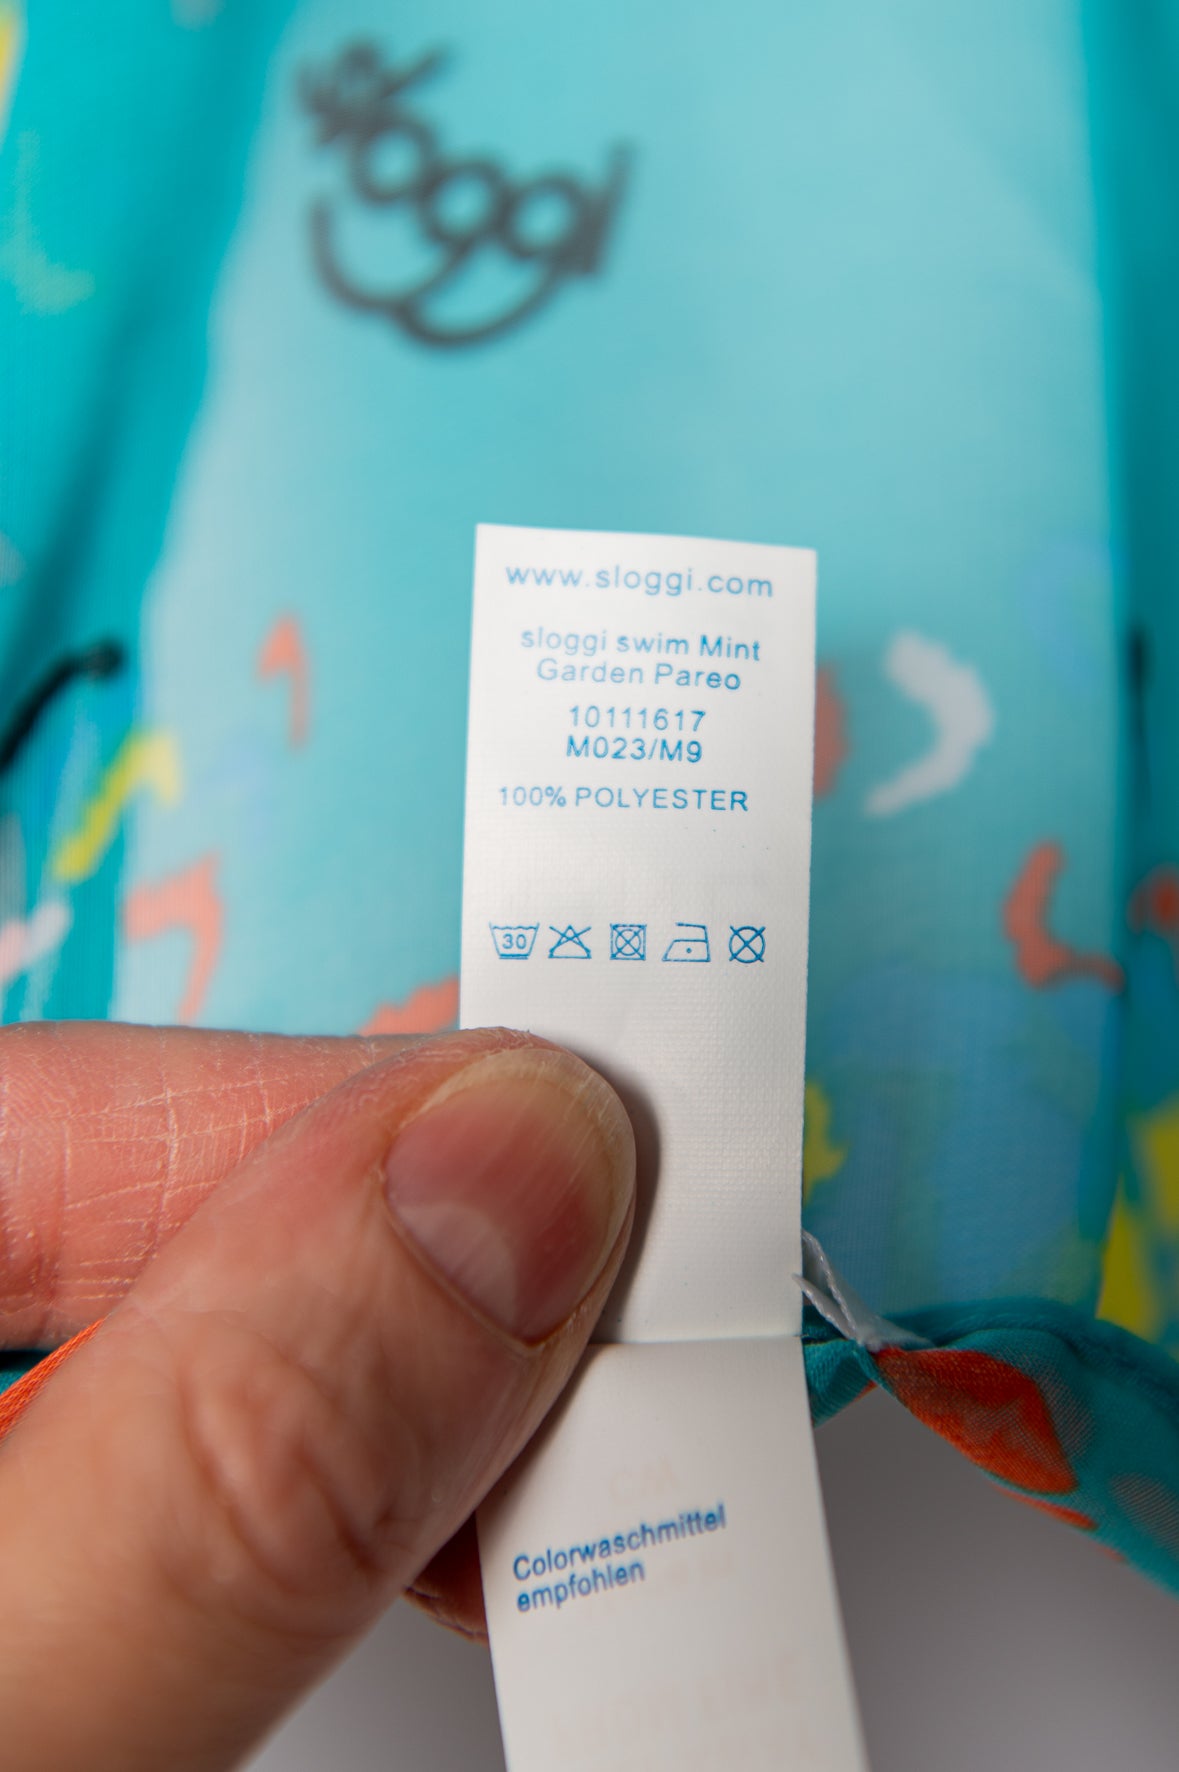 sloggi
www.sloggi.com
sloggi swim Mint
Garden Pareo
10111617
M023/M9
100% POLYESTER
30
Colorwaschmittel
empfohlen